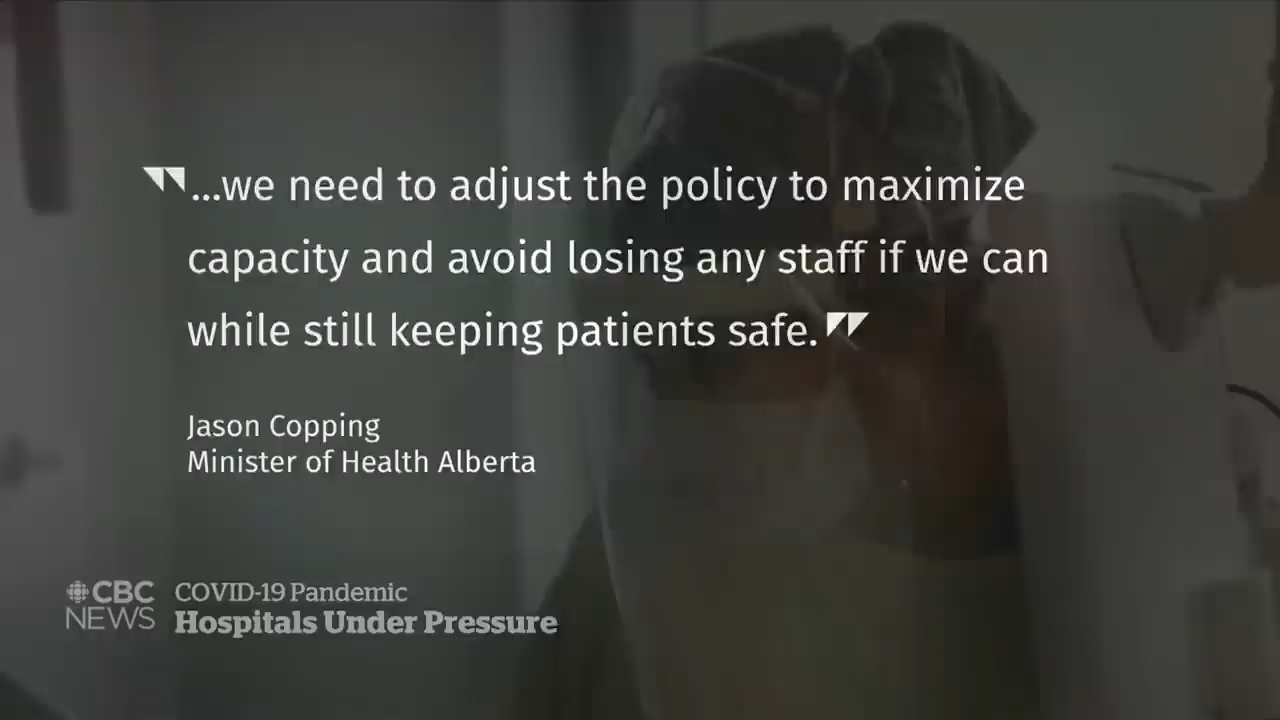 ...we need to adjust the policy to maximize
capacity and avoid losing any staff if we can
while still keeping patients safe.
Jason Copping
Minister of Health Alberta
CBC
NEWS
COVID-19 Pandemic
Hospitals Under Pressure